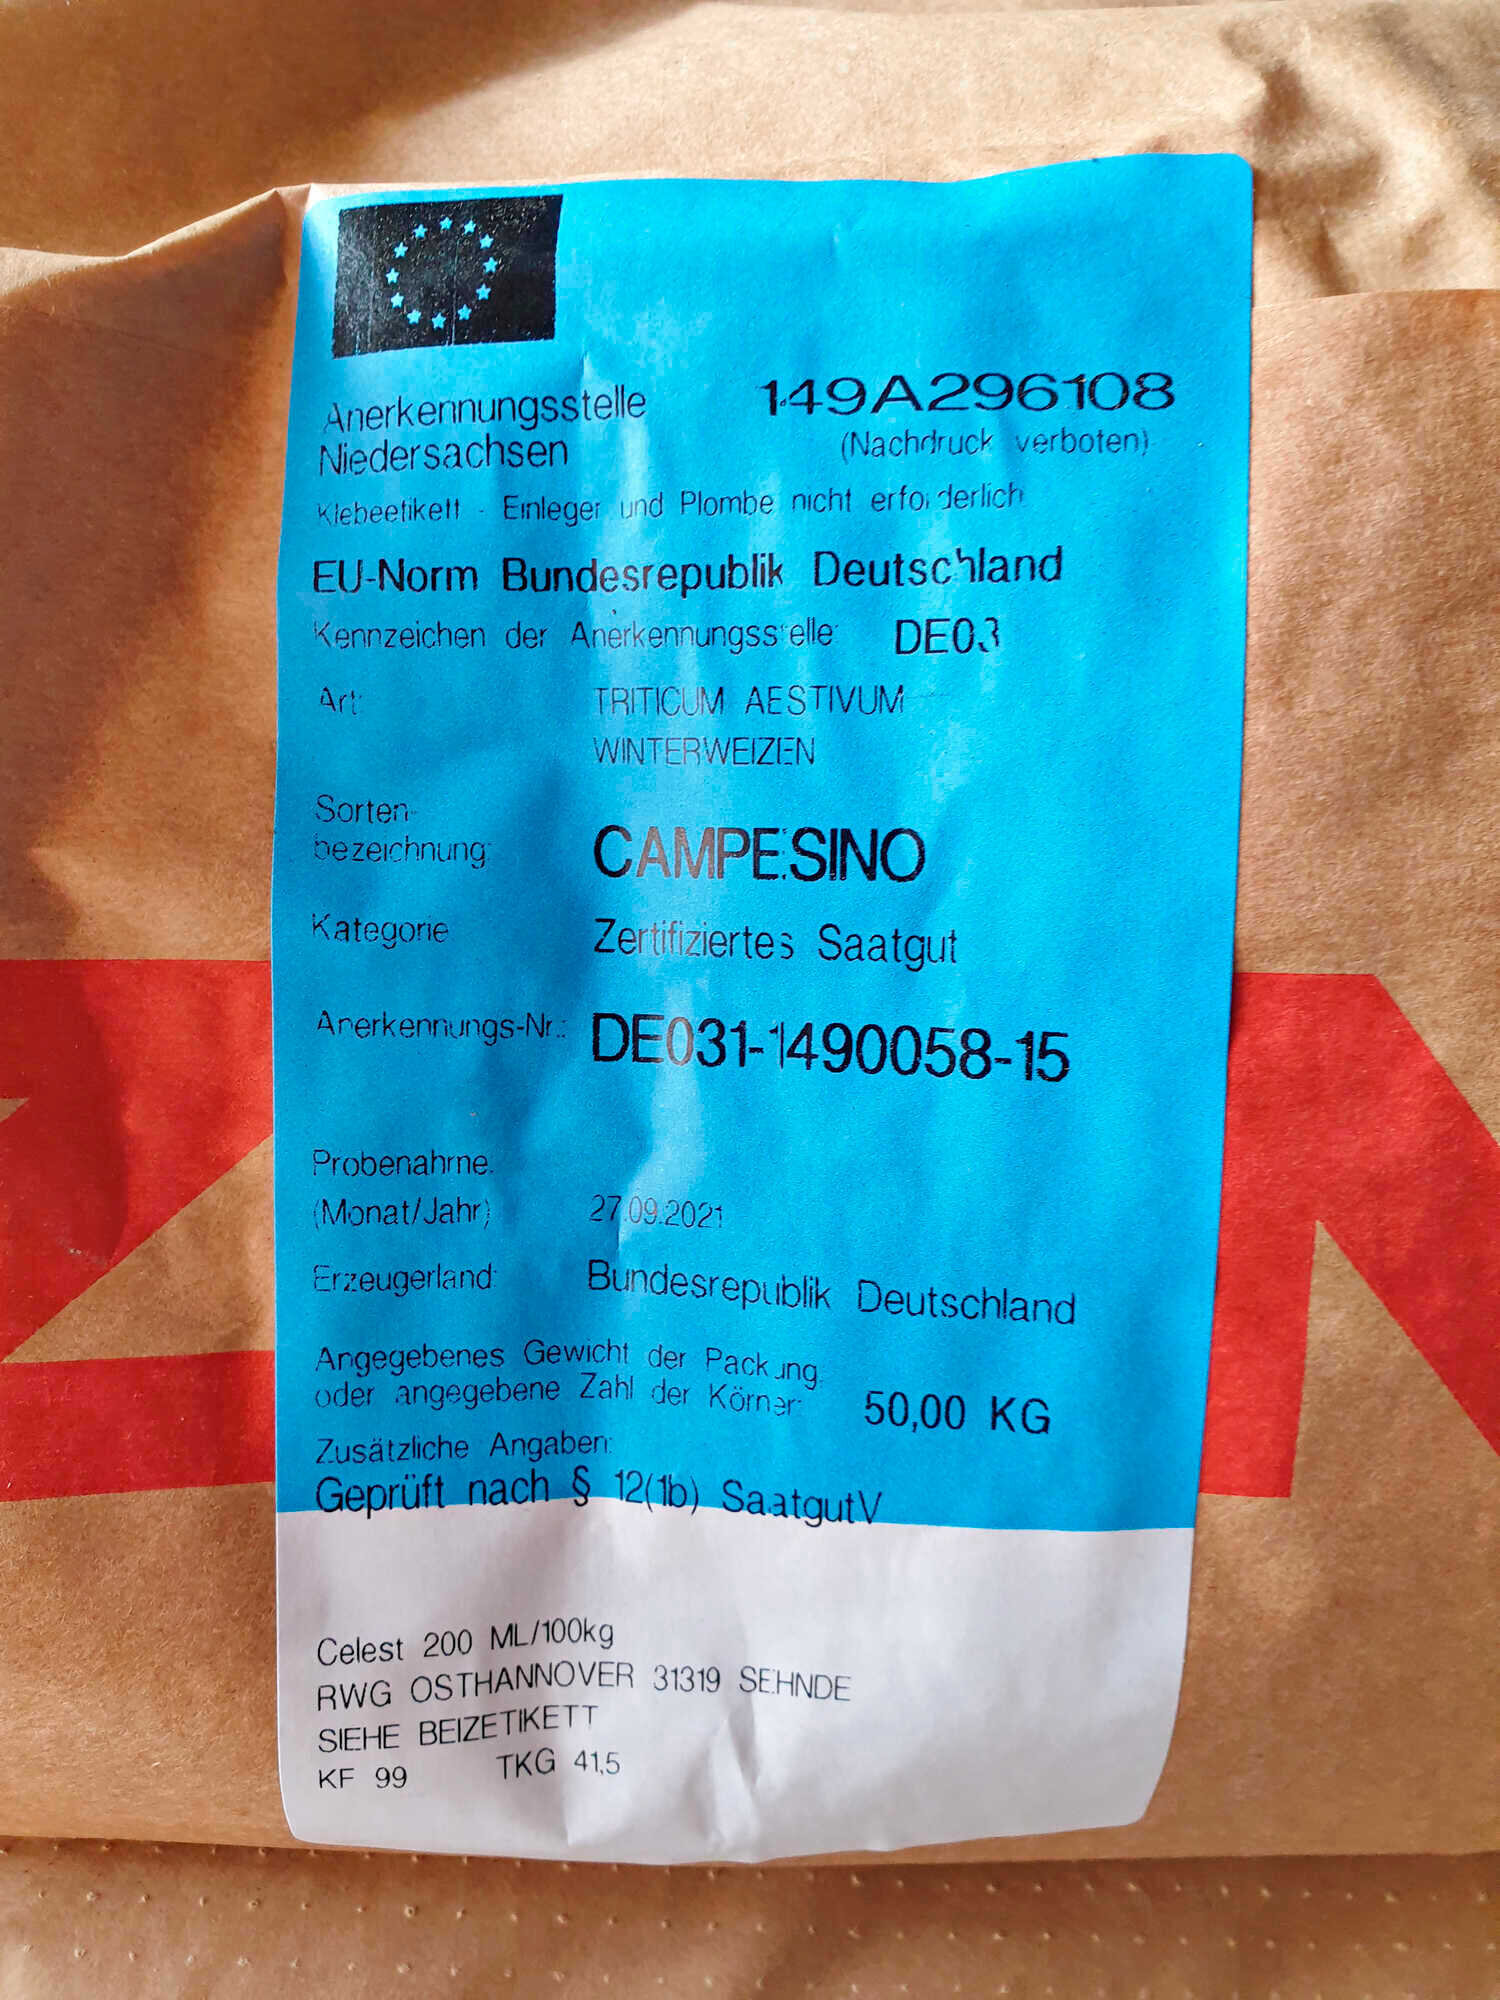 Anerkennungsstelle
Niedersachsen
149A296108
(Nachdruck verboten)
Klebeetikett - Einleger und Plombe nicht erforderlich
EU-Norm Bundesrepublik Deutschland
Kennzeichen der Anerkennungsstelle: DE03
Art: TRITICUM AESTIVUM
WINTERWEIZEN
Sorten-
bezeichnung: CAMPESINO
Kategorie Zertifiziertes Saatgut
Anerkennungs-Nr.: DE031-1490058-15
Probenahme:
(Monat/Jahr) 27.09.2021
Erzeugerland: Bundesrepublik Deutschland
Angegebenes Gewicht der Packung
oder angegebene Zahl der Körner: 50,00 KG
Zusätzliche Angaben:
Geprüft nach § 12(1b) SaatgutV
Celest 200 ML/100kg
RWG OSTHANNOVER 31319 SEHNDE
SIEHE BEIZETIKETT
KF 99 TKG 41,5